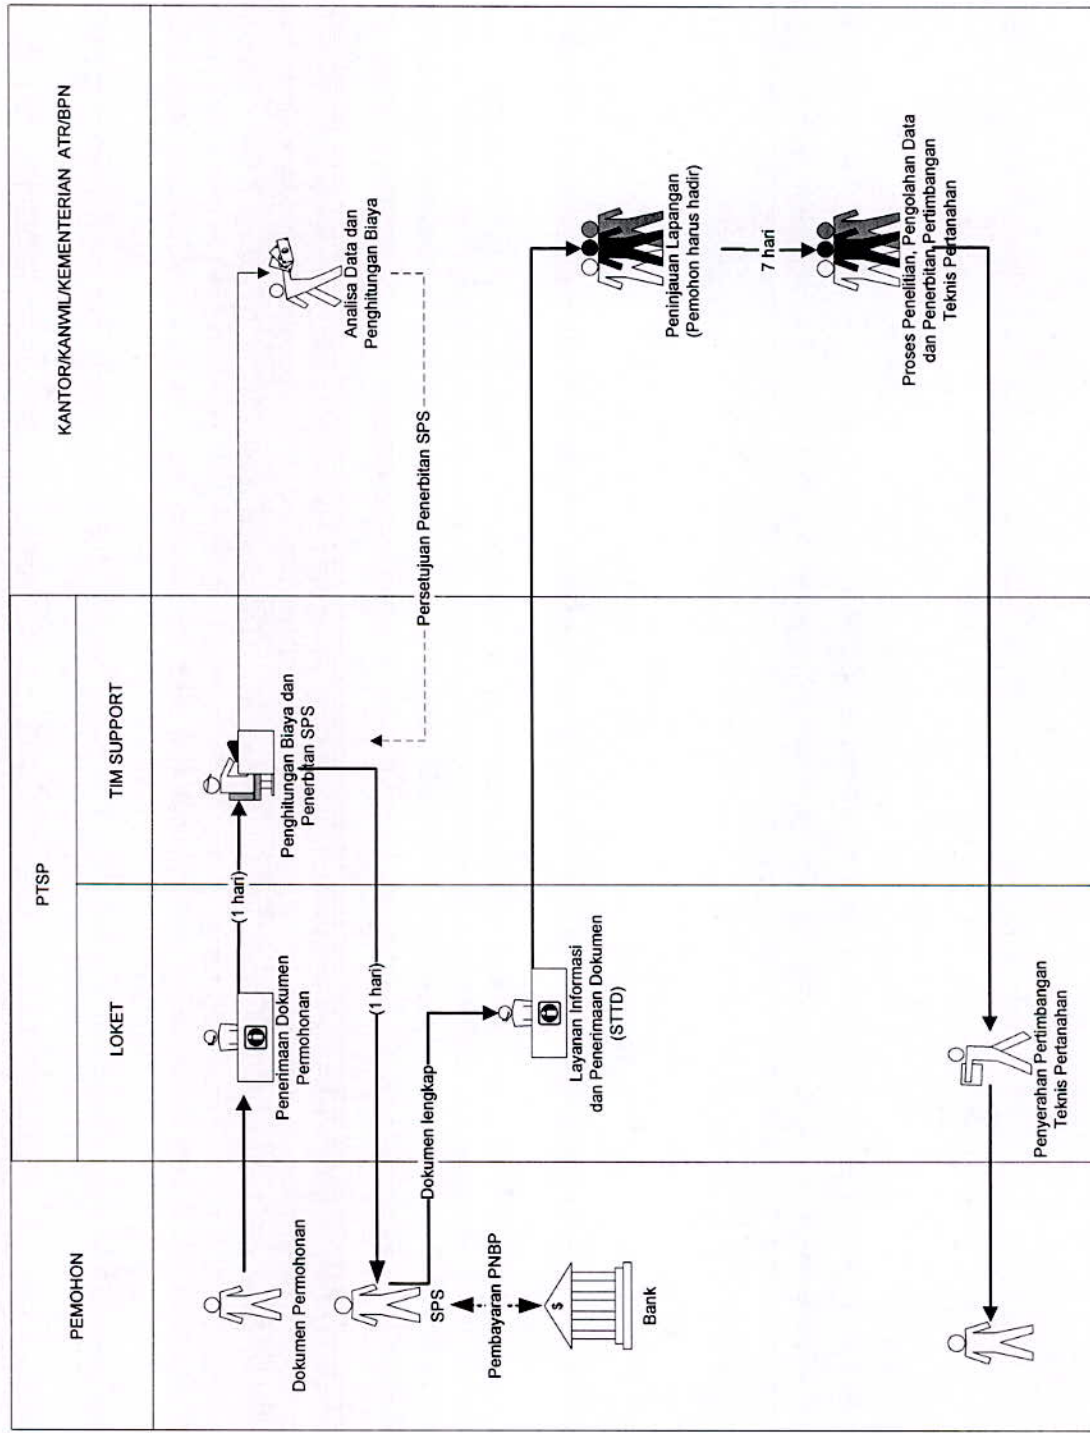 PEMOHON
PTSP
LOKET
TIM SUPPORT
KANTOR/KANWIL/KEMENTERIAN ATR/BPN
Dokumen Permohonan
Penerimaan Dokumen
Permohonan
(1 hari)
Penghitungan Biaya dan
Penerbitan SPS
Analisa Data dan
Penghitungan Biaya
Persetujuan Penerbitan SPS
(1 hari)
SPS
Pembayaran PNBP
$
Bank
Dokumen lengkap
Layanan Informasi
dan Penerimaan Dokumen
(STTD)
Peninjauan Lapangan
(Pemohon harus hadir)
7 hari
Proses Penelitian, Pengolahan Data
dan Penerbitan Pertimbangan
Teknis Pertanahan
Penyerahan Pertimbangan
Teknis Pertanahan